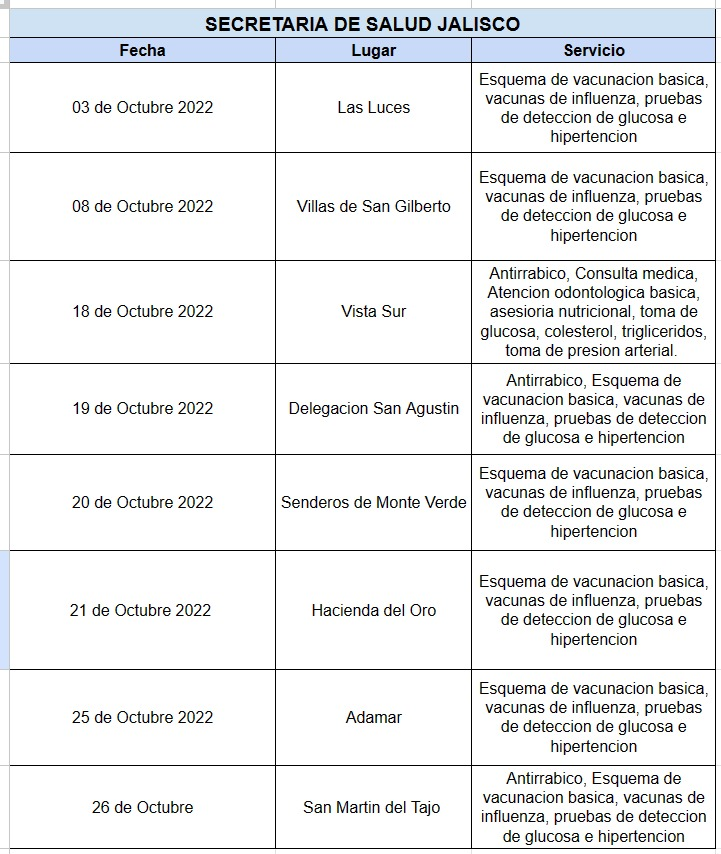 SECRETARIA DE SALUD JALISCO
Fecha Lugar Servicio
03 de Octubre 2022 Las Luces
Esquema de vacunacion basica,
vacunas de influenza, pruebas
de deteccion de glucosa e
hipertencion
08 de Octubre 2022 Villas de San Gilberto
Esquema de vacunacion basica,
vacunas de influenza, pruebas
de deteccion de glucosa e
hipertencion
18 de Octubre 2022 Vista Sur
Antirrabico, Consulta medica,
Atencion odontologica basica,
asesioria nutricional, toma de
glucosa, colesterol, trigliceridos,
toma de presion arterial.
19 de Octubre 2022 Delegacion San Agustin
Antirrabico, Esquema de
vacunacion basica, vacunas de
influenza, pruebas de deteccion
de glucosa e hipertencion
20 de Octubre 2022 Senderos de Monte Verde
Esquema de vacunacion basica,
vacunas de influenza, pruebas
de deteccion de glucosa e
hipertencion
21 de Octubre 2022 Hacienda del Oro
Esquema de vacunacion basica,
vacunas de influenza, pruebas
de deteccion de glucosa e
hipertencion
25 de Octubre 2022 Adamar
Esquema de vacunacion basica,
vacunas de influenza, pruebas
de deteccion de glucosa e
hipertencion
26 de Octubre San Martin del Tajo
Antirrabico, Esquema de
vacunacion basica, vacunas de
influenza, pruebas de deteccion
de glucosa e hipertencion